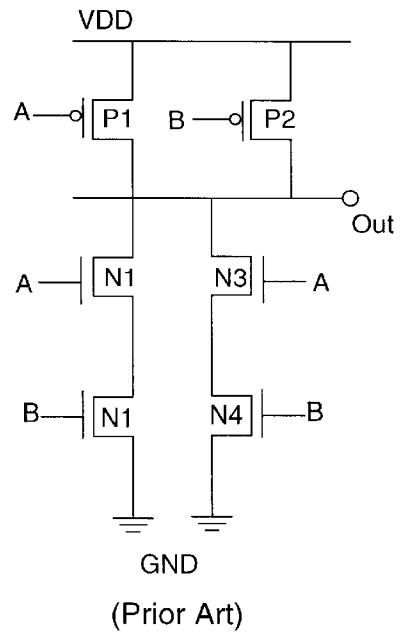 VDD
A P1 B P2
Out
A N1 N3 A
B N1 N4 B
GND
(Prior Art)